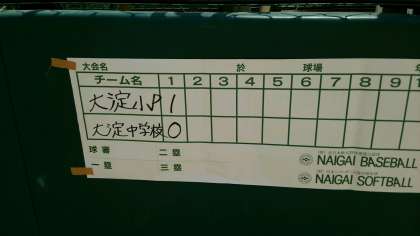 大会名 於 球場 年
チーム名 1 2 3 4 5 6 7 8 9 1
大淀小P 1
大淀中学校 0
球審 二塁
一塁 三塁
NAIGAI BASEBALL
NAIGAI SOFTBALL